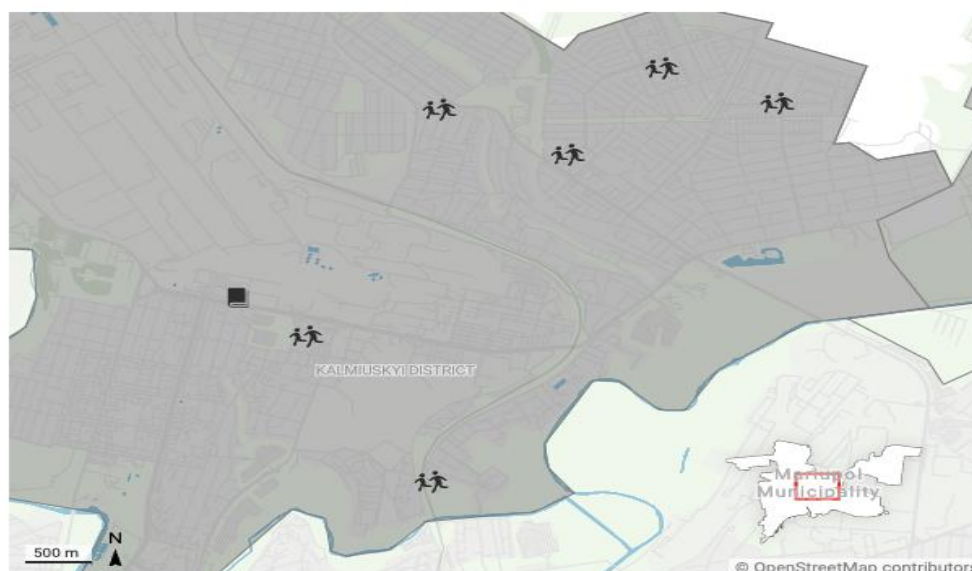 KALMIUSKYI DISTRICT
Mariupol
Municipality
N
500 m
© OpenStreetMap contributors